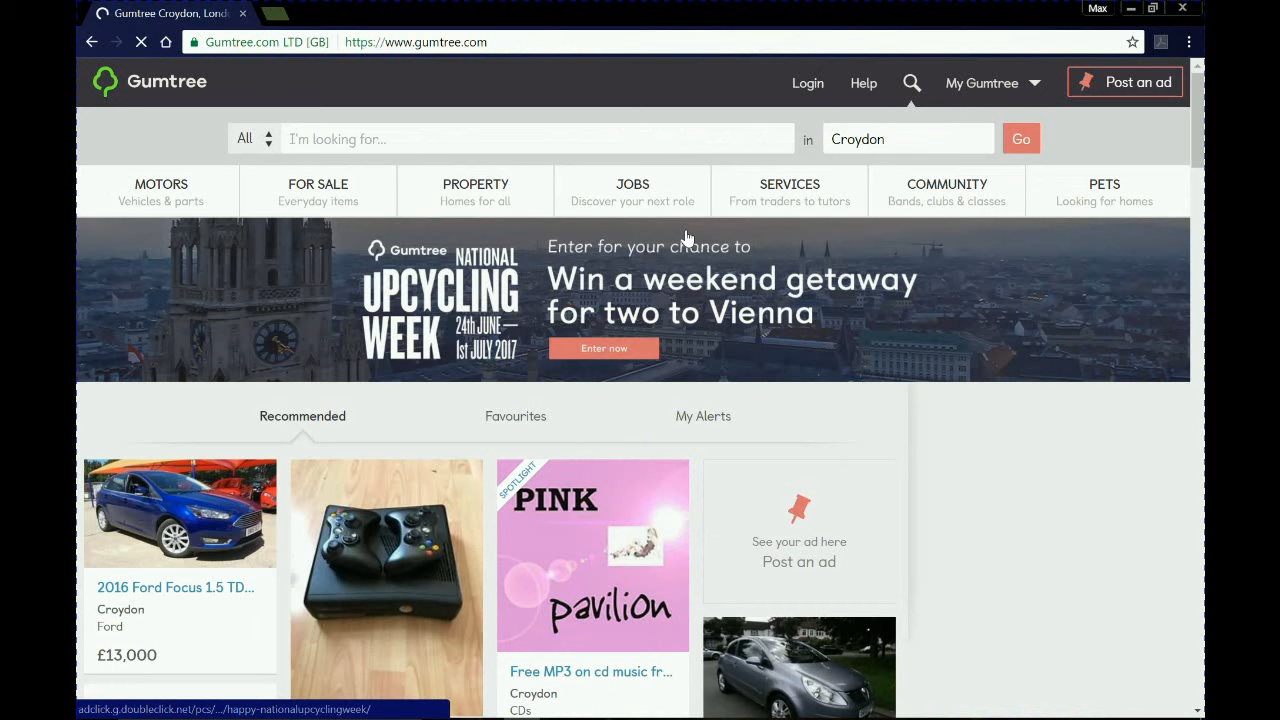 Gumtree Croydon, Lond
Max
Gumtree.com LTD [GB] https://www.gumtree.com
Gumtree
Login Help My Gumtree Post an ad
All I'm looking for... in Croydon Go
MOTORS
Vehicles & parts
FOR SALE
Everyday items
PROPERTY
Homes for all
JOBS
Discover your next role
SERVICES
From traders to tutors
COMMUNITY
Bands, clubs & classes
PETS
Looking for homes
Gumtree NATIONAL
UPCYCLING
WEEK 24th JUNE—
1st JULY 2017
Enter for your chance to
Win a weekend getaway
for two to Vienna
Enter now
Recommended Favourites My Alerts
2016 Ford Focus 1.5 TD...
Croydon
Ford
£13,000
SPOTLIGHT
PINK
pavilion
Free MP3 on cd music fr...
Croydon
CDs
See your ad here
Post an ad
adclick.g.doubleclick.net/pcs/.../happy-nationalupcyclingweek/